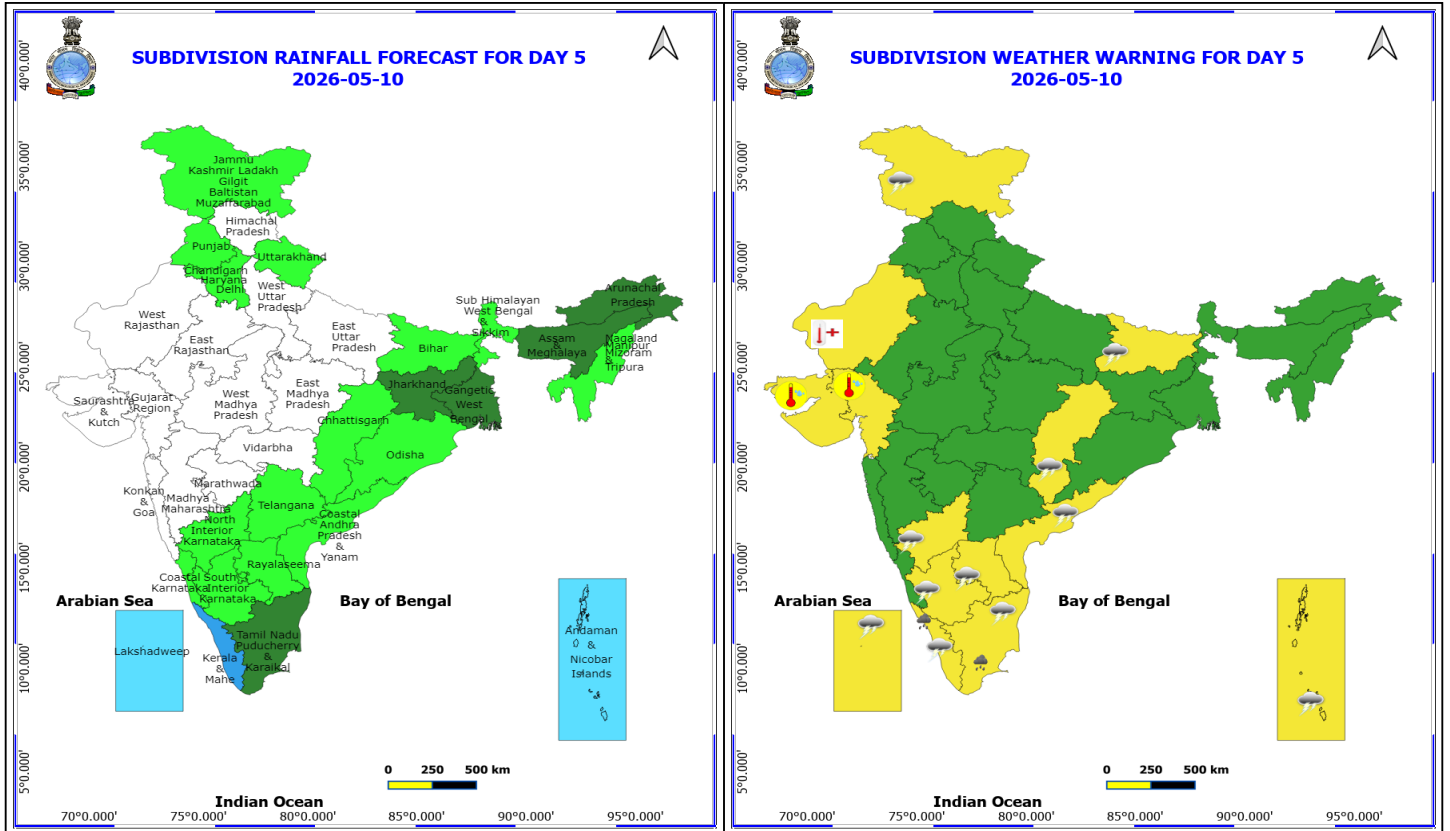 SUBDIVISION RAINFALL FORECAST FOR DAY 5
2026-05-10
40°0.000'
35°0.000'
30°0.000'
25°0.000'
20°0.000'
15°0.000'
10°0.000'
5°0.000'
Jammu
Kashmir Ladakh
Gilgit
Baltistan
Muzaffarabad
Himachal
Pradesh
Punjab
Uttarakhand
Chandigarh
Haryana
Delhi
West
Uttar
Pradesh
West
Rajasthan
East
Rajasthan
East
Uttar
Pradesh
Sub Himalayan
West Bengal
&
Sikkim
Arunachal
Pradesh
Assam
&
Meghalaya
Nagaland
Manipur
Mizoram
&
Tripura
Bihar
Jharkhand
Gangetic
West
Bengal
Saurashtra
&
Kutch
Gujarat
Region
West
Madhya
Pradesh
East
Madhya
Pradesh
Chhattisgarh
Odisha
Vidarbha
Marathwada
Konkan
&
Goa
Madhya
Maharashtra
Telangana
North
Interior
Karnataka
Coastal
Andhra
Pradesh
&
Yanam
Rayalaseema
Coastal
Karnataka
South
Interior
Karnataka
Tamil Nadu
Puducherry
&
Karaikal
Kerala
&
Mahe
Lakshadweep
Andaman
&
Nicobar
Islands
Arabian Sea
Bay of Bengal
0 250 500 km
Indian Ocean
70°0.000' 75°0.000' 80°0.000' 85°0.000' 90°0.000' 95°0.000'
SUBDIVISION WEATHER WARNING FOR DAY 5
2026-05-10
40°0.000'
35°0.000'
30°0.000'
25°0.000'
20°0.000'
15°0.000'
10°0.000'
5°0.000'
Arabian Sea
Bay of Bengal
0 250 500 km
Indian Ocean
70°0.000' 75°0.000' 80°0.000' 85°0.000' 90°0.000' 95°0.000'